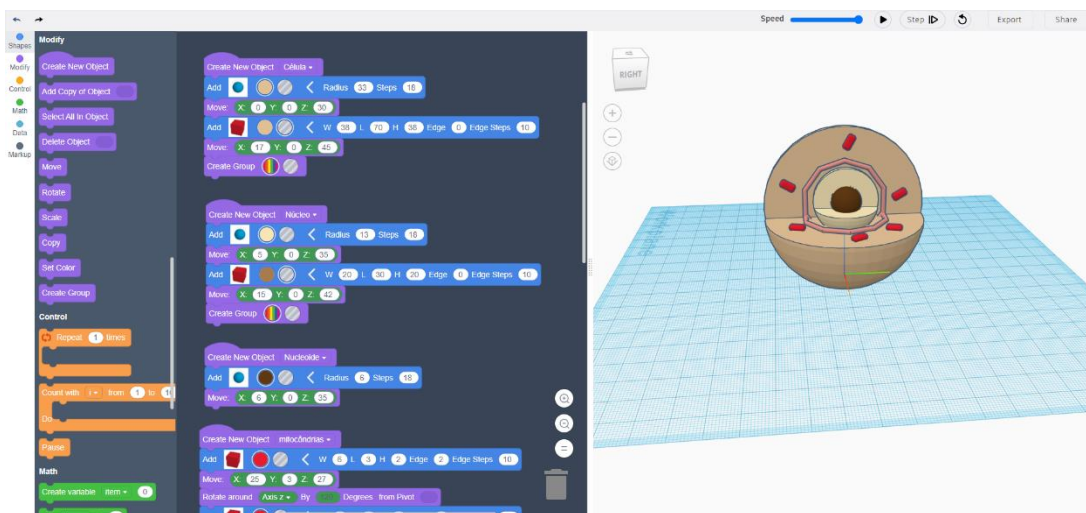 Speed Step Export Share
Shapes
Modify
Control
Math
Data
Markup
Modify
Create New Object
Add Copy of Object
Select All In Object
Delete Object
Move
Rotate
Scale
Copy
Set Color
Create Group
Control
Repeat 1 times
Count with i from 1 to
Do
Pause
Math
Create variable item 0
Create New Object Célula
Add Radius 33 Steps 18
Move: X: 0 Y: 0 Z: 30
Add W 38 L 70 H 38 Edge 0 Edge Steps 10
Move: X: 17 Y: 0 Z: 45
Create Group
Create New Object Núcleo
Add Radius 13 Steps 18
Move: X: 5 Y: 0 Z: 35
Add W 20 L 30 H 20 Edge 0 Edge Steps 10
Move: X: 15 Y: 0 Z: 42
Create Group
Create New Object Nucleoide
Add Radius 6 Steps 18
Move: X: 6 Y: 0 Z: 35
Create New Object mitocôndrias
Add W 6 L 3 H 2 Edge 2 Edge Steps 10
Move: X: 25 Y: 3 Z: 27
Rotate around Axis z By Degrees from Pivot
RIGHT